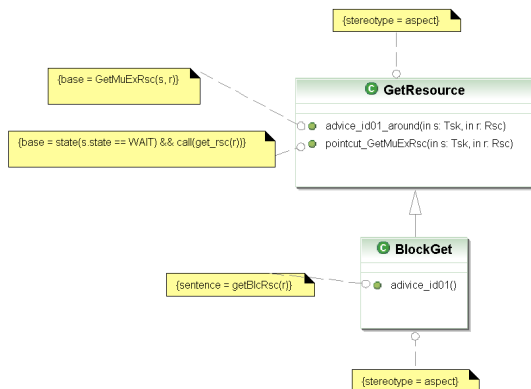 {stereotype = aspect}
{base = GetMuExRsc(s, r)}
C GetResource
advice_id01_around(in s: Tsk, in r: Rsc)
{base = state(s.state == WAIT) && call(get_rsc(r))}
pointcut_GetMuExRsc(in s: Tsk, in r: Rsc)
C BlockGet
{sentence = getBlcRsc(r)}
adivice_id01()
{stereotype = aspect}